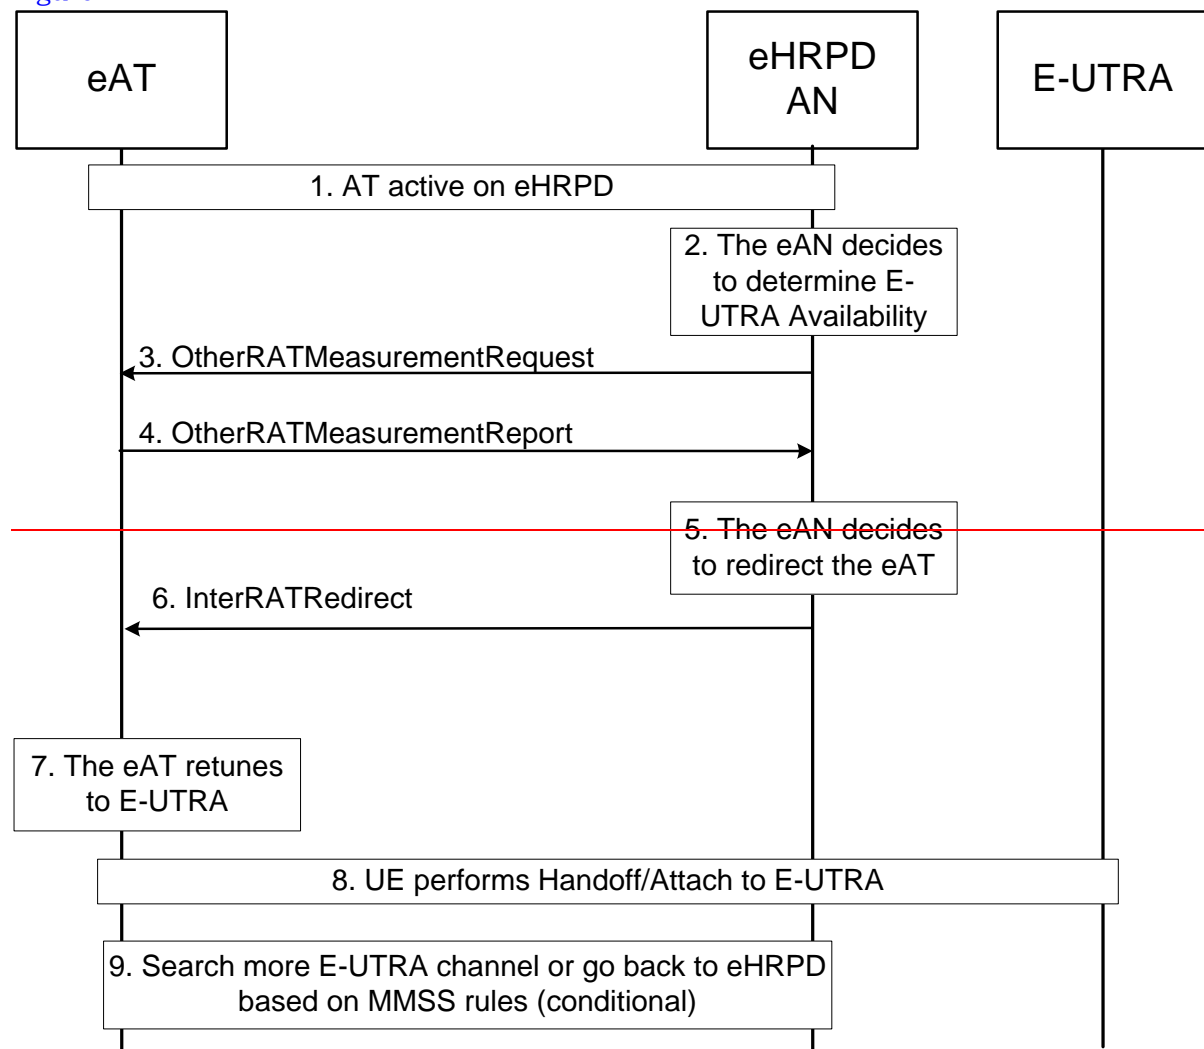 eAT
eHRPD
AN
E-UTRA
1. AT active on eHRPD
2. The eAN decides
to determine E-
UTRA Availability
3. OtherRATMeasurementRequest
4. OtherRATMeasurementReport
5. The eAN decides
to redirect the eAT
6. InterRATRedirect
7. The eAT retunes
to E-UTRA
8. UE performs Handoff/Attach to E-UTRA
9. Search more E-UTRA channel or go back to eHRPD
based on MMSS rules (conditional)